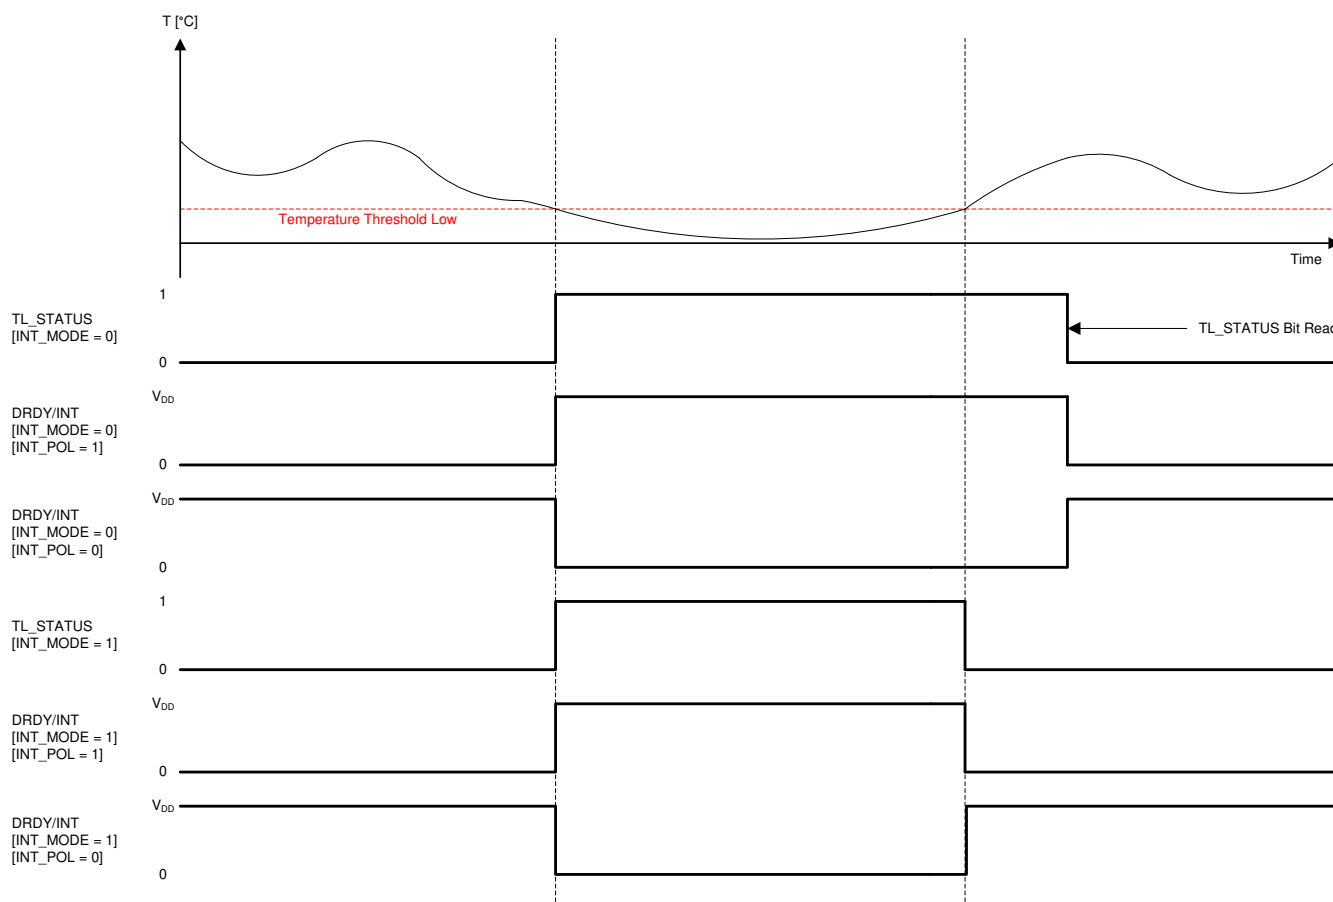 T [°C]
Temperature Threshold Low
Time
1
TL_STATUS
[INT_MODE = 0]
TL_STATUS Bit Read
0
VDD
DRDY/INT
[INT_MODE = 0]
[INT_POL = 1]
0
VDD
DRDY/INT
[INT_MODE = 0]
[INT_POL = 0]
0
1
TL_STATUS
[INT_MODE = 1]
0
VDD
DRDY/INT
[INT_MODE = 1]
[INT_POL = 1]
0
VDD
DRDY/INT
[INT_MODE = 1]
[INT_POL = 0]
0